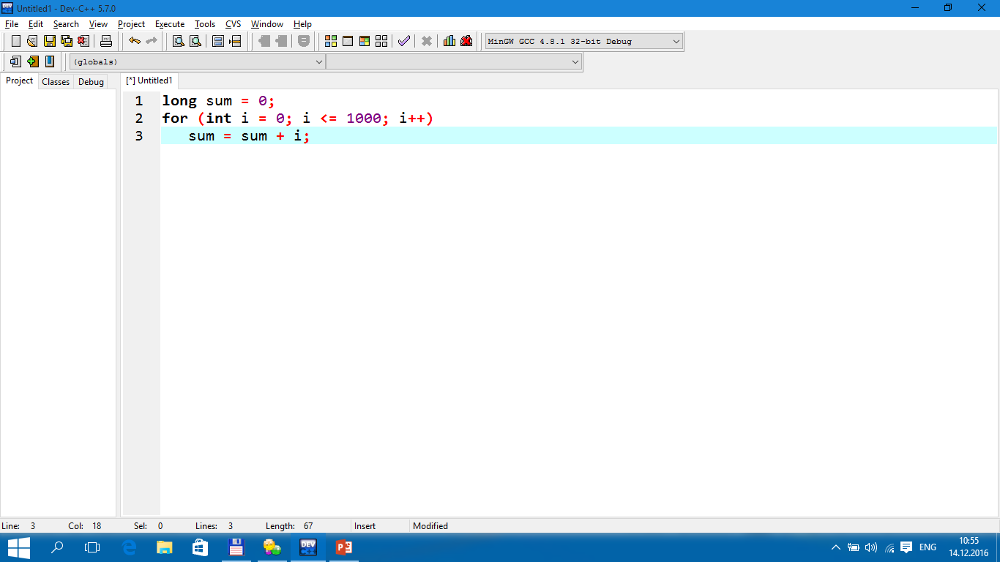 Untitled1 - Dev-C++ 5.7.0
File Edit Search View Project Execute Tools CVS Window Help
MinGW GCC 4.8.1 32-bit Debug
(globals)
Project Classes Debug
[*] Untitled1
1 long sum = 0;
2 for (int i = 0; i <= 1000; i++)
3    sum = sum + i;
Line: 3 Col: 18 Sel: 0 Lines: 3 Length: 67 Insert Modified
DEV C++
P
ENG
10:55
14.12.2016